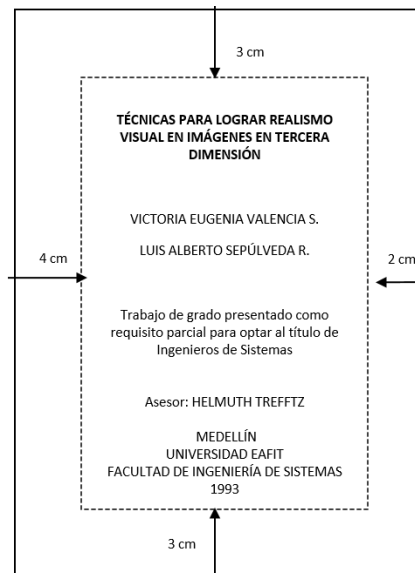 3 cm
TÉCNICAS PARA LOGRAR REALISMO
VISUAL EN IMÁGENES EN TERCERA
DIMENSIÓN
VICTORIA EUGENIA VALENCIA S.
LUIS ALBERTO SEPÚLVEDA R.
4 cm
2 cm
Trabajo de grado presentado como
requisito parcial para optar al título de
Ingenieros de Sistemas
Asesor: HELMUTH TREFFTZ
MEDELLÍN
UNIVERSIDAD EAFIT
FACULTAD DE INGENIERÍA DE SISTEMAS
1993
3 cm